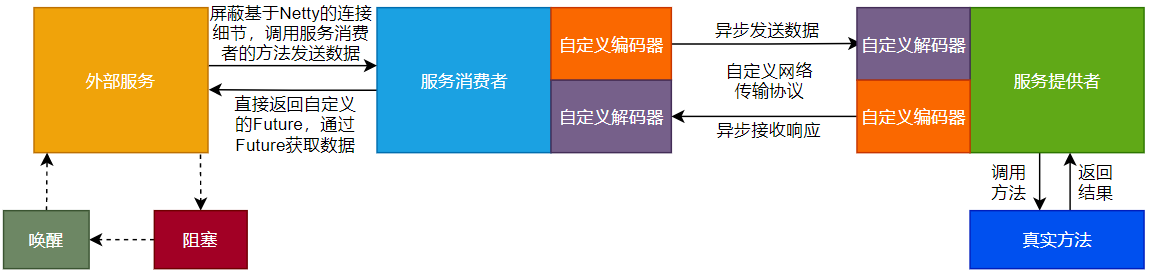 屏蔽基于Netty的连接
细节，调用服务消费
者的方法发送数据
外部服务
直接返回自定义
的Future，通过
Future获取数据
服务消费者
自定义编码器
自定义解码器
异步发送数据
自定义网络
传输协议
异步接收响应
自定义解码器
自定义编码器
服务提供者
调用
方法
返回
结果
唤醒
阻塞
真实方法